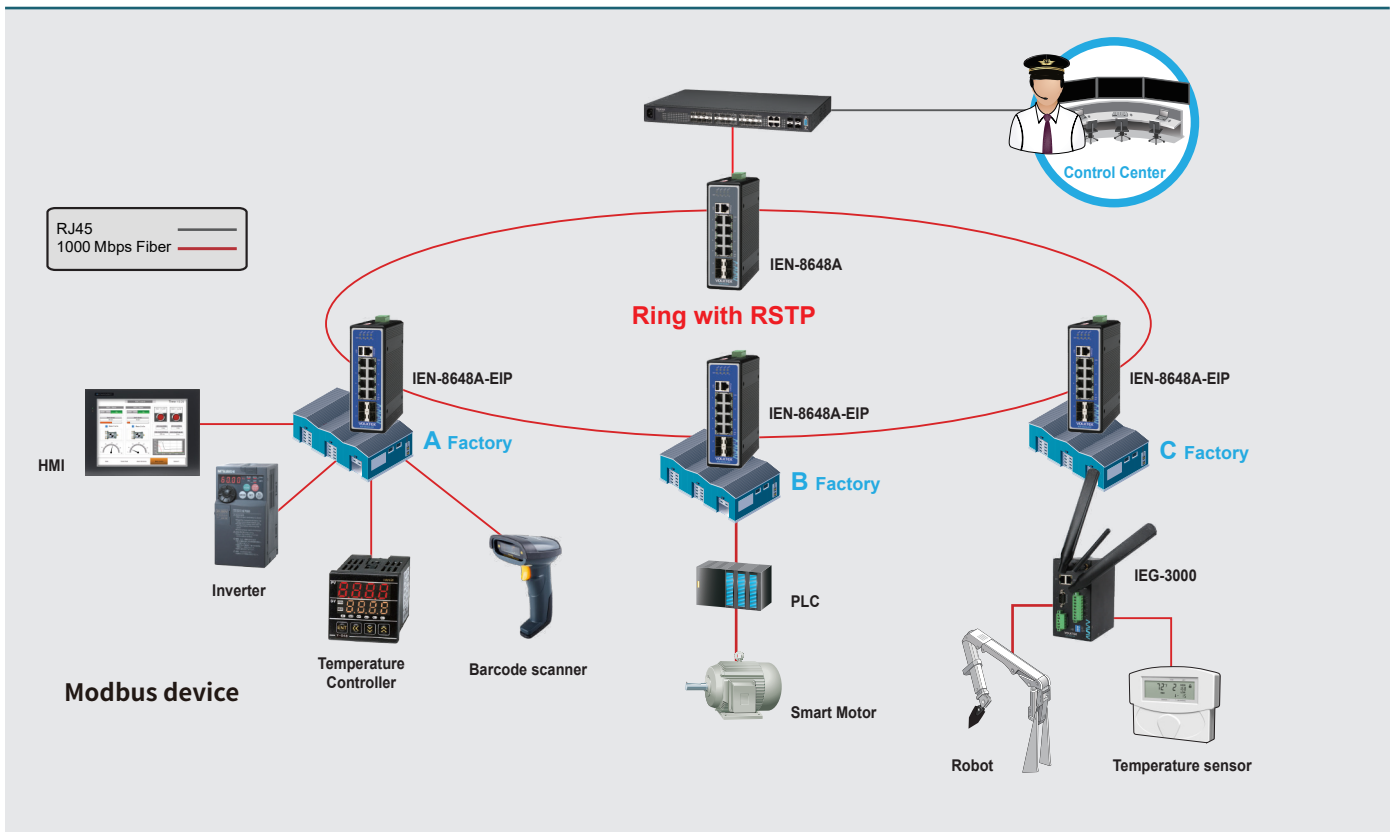 Control Center
RJ45
1000 Mbps Fiber
IEN-8648A
Ring with RSTP
IEN-8648A-EIP
IEN-8648A-EIP
IEN-8648A-EIP
A Factory
B Factory
C Factory
HMI
Inverter
Temperature
Controller
Barcode scanner
PLC
Smart Motor
IEG-3000
Robot
Temperature sensor
Modbus device